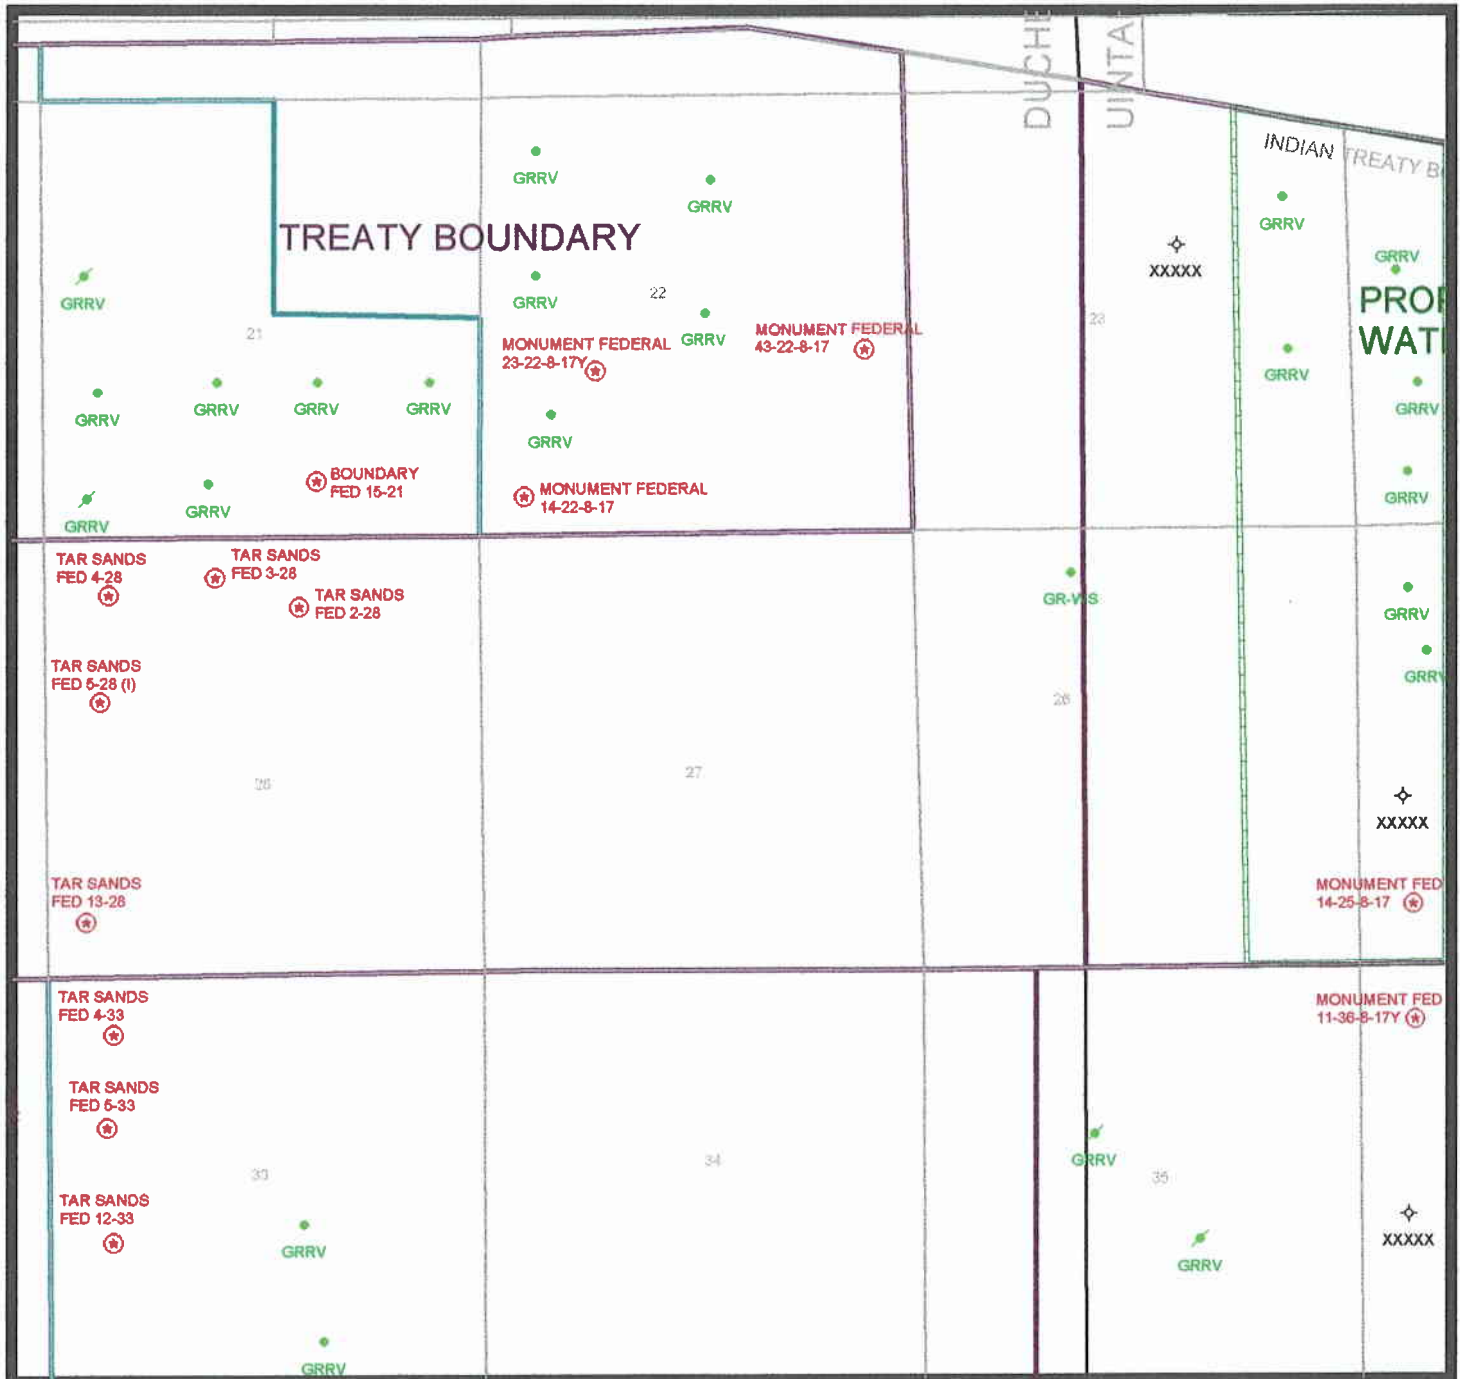 DUCHE
UINTA
INDIAN TREATY B
GRRV
GRRV
GRRV
TREATY BOUNDARY
XXXXX
GRRV
GRRV
GRRV
22
PROP
WATE
21
GRRV
23
MONUMENT FEDERAL
23-22-8-17Y
MONUMENT FEDERAL
43-22-8-17
GRRV
GRRV
GRRV
GRRV
GRRV
GRRV
GRRV
BOUNDARY
FED 15-21
MONUMENT FEDERAL
14-22-8-17
GRRV
GRRV
GRRV
TAR SANDS
FED 4-28
TAR SANDS
FED 3-28
TAR SANDS
FED 2-28
GR-WS
GRRV
TAR SANDS
FED 5-28 (I)
GRRV
26
27
XXXXX
TAR SANDS
FED 13-28
MONUMENT FED
14-25-8-17
TAR SANDS
FED 4-33
MONUMENT FED
11-36-8-17Y
TAR SANDS
FED 5-33
GRRV
33
34
35
TAR SANDS
FED 12-33
GRRV
GRRV
XXXXX
GRRV